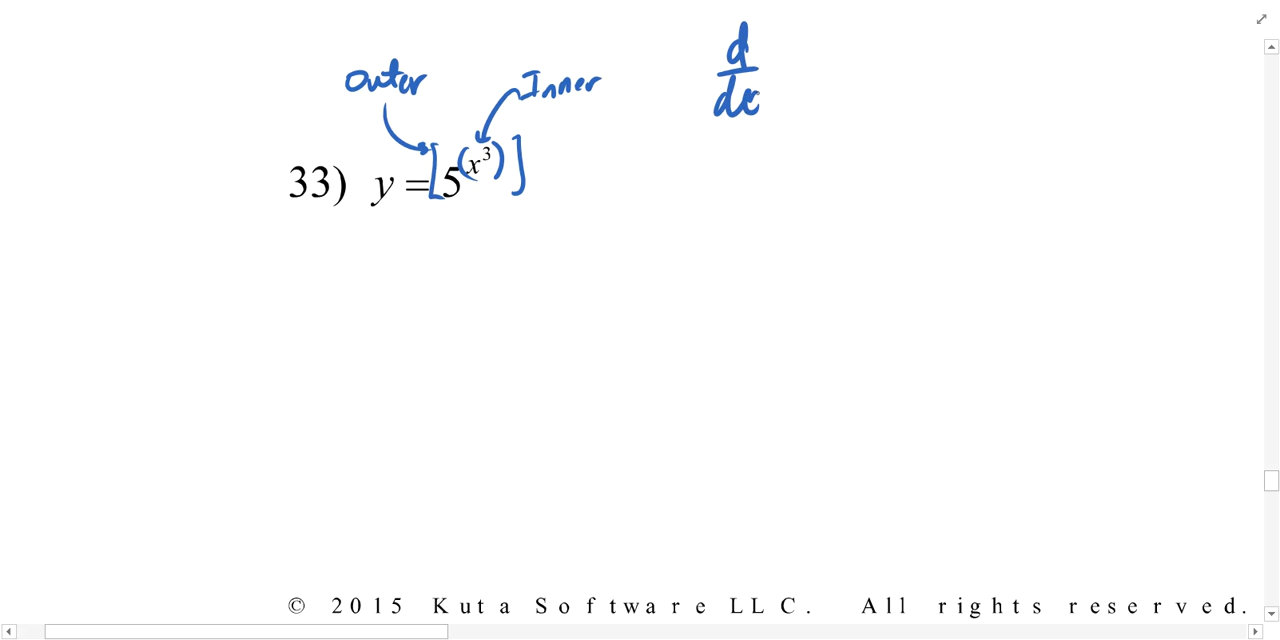 d
outer Inner dx
33) y = [5^(x^3)]
© 2015 Kuta Software LLC. All rights reserved.